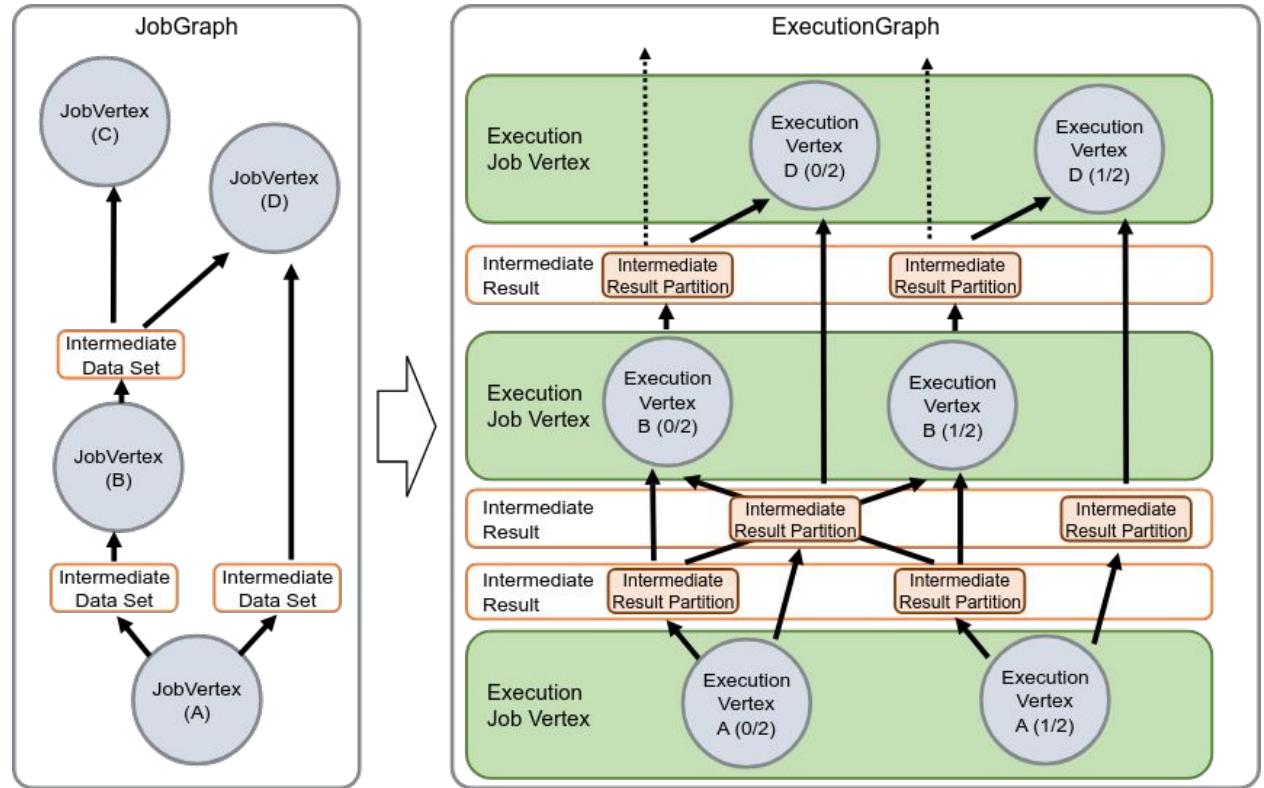 JobGraph
JobVertex
(C)
JobVertex
(D)
Intermediate
Data Set
JobVertex
(B)
Intermediate
Data Set
Intermediate
Data Set
JobVertex
(A)
ExecutionGraph
Execution
Job Vertex
Execution
Vertex
D (0/2)
Execution
Vertex
D (1/2)
Intermediate
Result
Intermediate
Result Partition
Intermediate
Result Partition
Execution
Job Vertex
Execution
Vertex
B (0/2)
Execution
Vertex
B (1/2)
Intermediate
Result
Intermediate
Result Partition
Intermediate
Result Partition
Intermediate
Result
Intermediate
Result Partition
Intermediate
Result Partition
Execution
Job Vertex
Execution
Vertex
A (0/2)
Execution
Vertex
A (1/2)